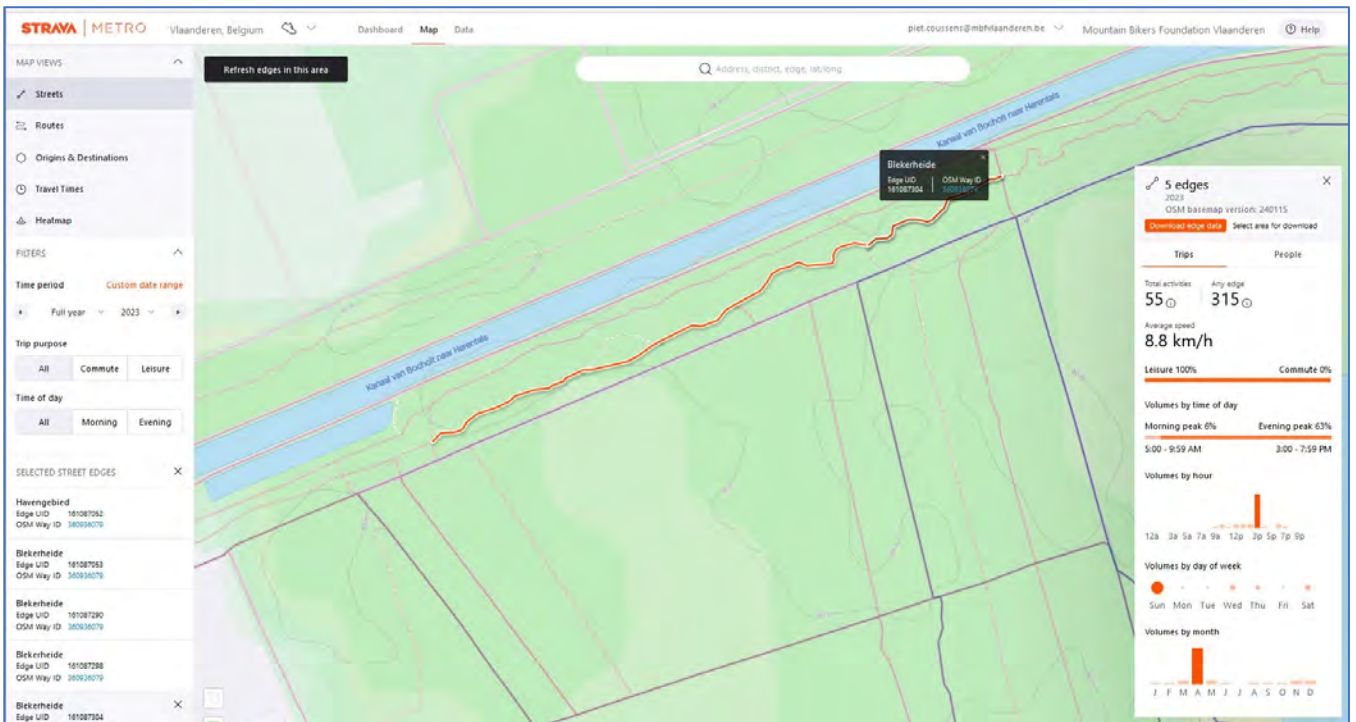 STRAVA | METRO Vlaanderen, Belgium Dashboard Map Data piet.coussens@mbfvlaanderen.be Mountain Bikers Foundation Vlaanderen Help
MAP VIEWS
Streets
Routes
Origins & Destinations
Travel Times
Heatmap
FILTERS
Time period Custom date range
Full year 2023
Trip purpose
All Commute Leisure
Time of day
All Morning Evening
SELECTED STREET EDGES
Havengebied
Edge UID 161087052
OSM Way ID 360936079
Blekerheide
Edge UID 161087053
OSM Way ID 360936079
Blekerheide
Edge UID 161087290
OSM Way ID 360936079
Blekerheide
Edge UID 161087298
OSM Way ID 360936079
Blekerheide
Edge UID 161087304
Refresh edges in this area
Address, district, edge, lat/long
Kanaal van Bocholt naar Herentals
Blekerheide
Edge UID OSM Way ID
161087304
Kanaal van Bocholt naar Herentals
5 edges
2023
OSM basemap version: 240115
Download edge data Select area for download
Trips People
Total activities Any edge
55 315
Average speed
8.8 km/h
Leisure 100% Commute 0%
Volumes by time of day
Morning peak 6% Evening peak 63%
5:00 - 9:59 AM 3:00 - 7:59 PM
Volumes by hour
12a 3a 5a 7a 9a 12p 3p 5p 7p 9p
Volumes by day of week
Sun Mon Tue Wed Thu Fri Sat
Volumes by month
J F M A M J J A S O N D